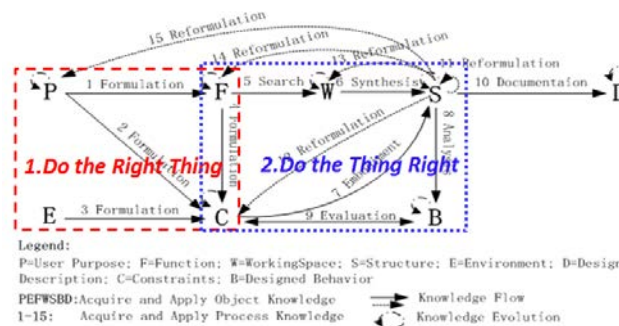 15 Reformulation
14 Reformulation
13 Reformulation
11 Reformulation
P 1 Formulation F 5 Search W 6 Synthesis S 10 Documentaion
2 Formulation
4 Formulation
12 Reformulation
7 Embodiment
1.Do the Right Thing 2.Do the Thing Right
E 3 Formulation C 9 Evaluation B
Legend:
P=User Purpose; F=Function; W=WorkingSpace; S=Structure; E=Environment; D=Design
Description; C=Constraints; B=Designed Behavior
PEFWSBD: Acquire and Apply Object Knowledge Knowledge Flow
1-15: Acquire and Apply Process Knowledge Knowledge Evolution